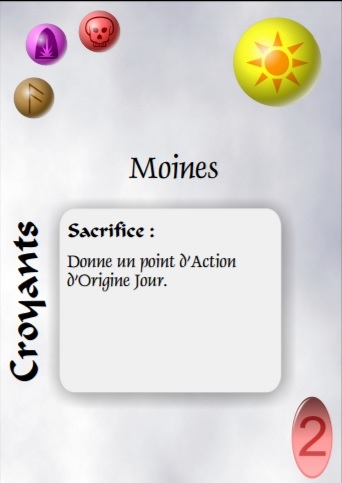 Moines
Croyants
Sacrifice :
Donne un point d'Action
d'Origine Jour.
2